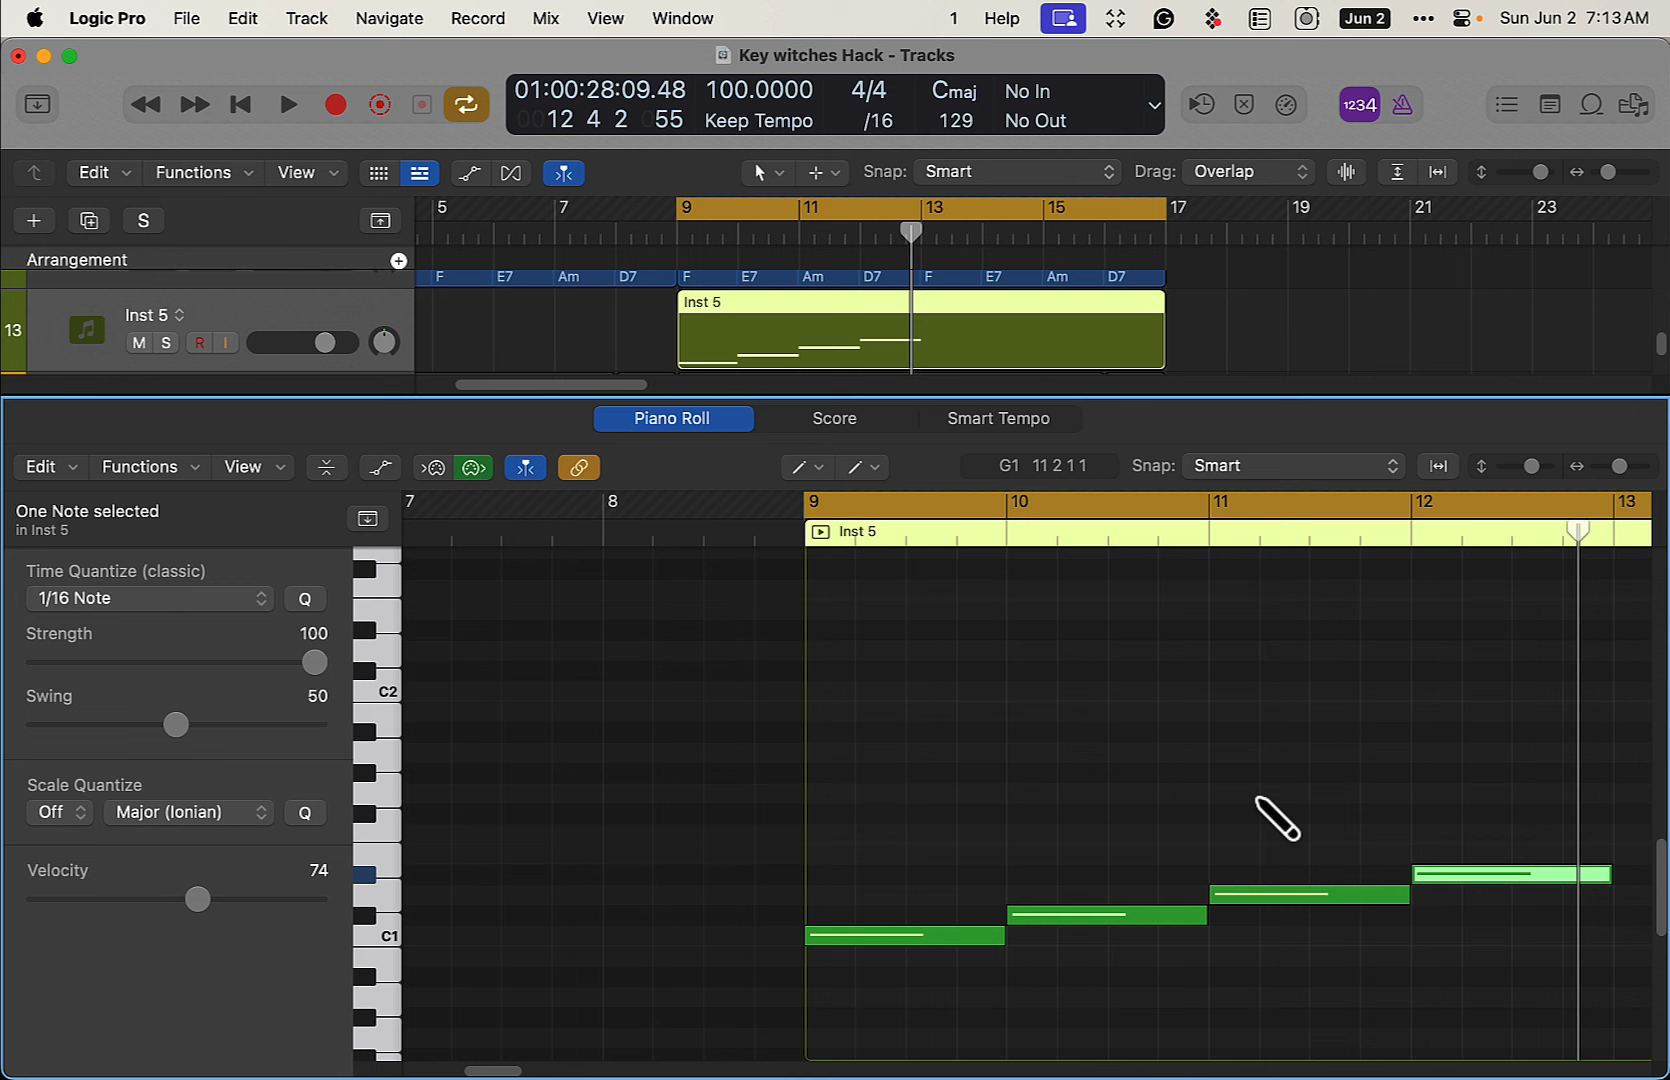 Logic Pro File Edit Track Navigate Record Mix View Window 1 Help Jun 2 Sun Jun 2 7:13 AM
Key witches Hack - Tracks
01:00:28:09.48 100.0000 4/4 Cmaj No In
0012 4 2 055 Keep Tempo /16 129 No Out
1234
Edit Functions View Snap: Smart Drag: Overlap
S 5 7 9 11 13 15 17 19 21 23
Arrangement
F E7 Am D7 F E7 Am D7 F E7 Am D7
13 Inst 5 Inst 5
M S R I
Piano Roll Score Smart Tempo
Edit Functions View G1 11 2 1 1 Snap: Smart
7 8 9 10 11 12 13
One Note selected
in Inst 5
Inst 5
Time Quantize (classic)
1/16 Note Q
Strength 100
Swing 50
C2
Scale Quantize
Off Major (Ionian) Q
Velocity 74
C1